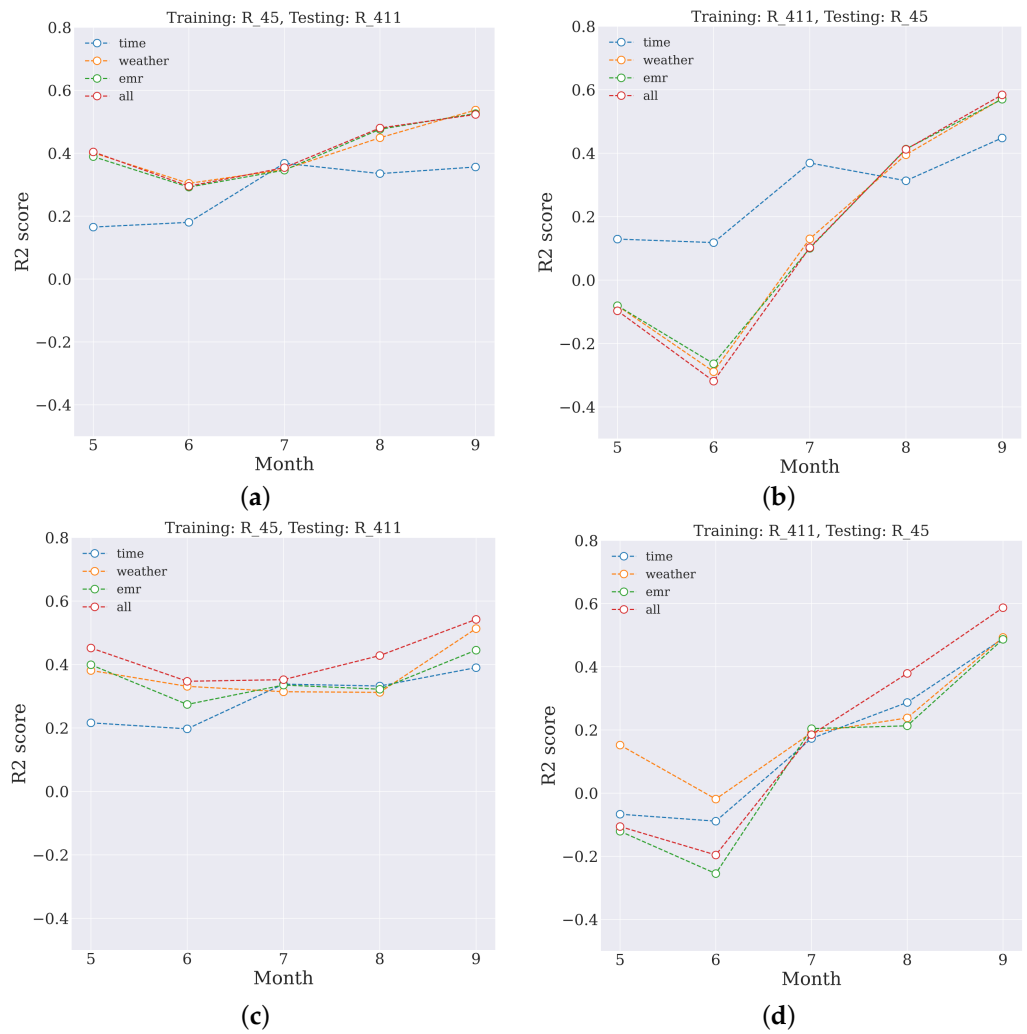 Training: R_45, Testing: R_411
0.8
0.6
0.4
0.2
0.0
−0.4
R2 score
time
weather
emr
all
5 6 7 8 9
Month
(a)
Training: R_411, Testing: R_45
0.8
0.6
0.4
0.2
0.0
−0.2
−0.4
R2 score
time
weather
emr
all
5 6 7 8 9
Month
(b)
Training: R_45, Testing: R_411
0.8
0.6
0.4
0.2
0.0
−0.2
−0.4
R2 score
time
weather
emr
all
5 6 7 8 9
Month
(c)
Training: R_411, Testing: R_45
0.8
0.6
0.4
0.2
0.0
−0.2
−0.4
R2 score
time
weather
emr
all
5 6 7 8 9
Month
(d)